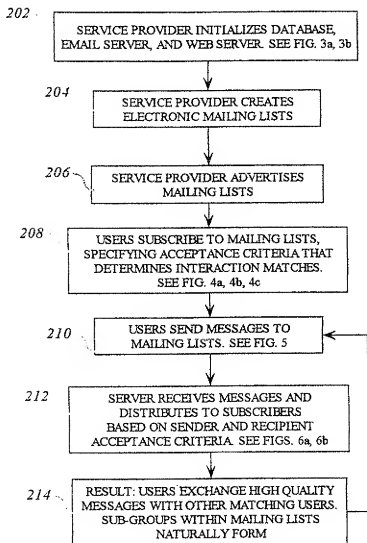 202
SERVICE PROVIDER INITIALIZES DATABASE,
EMAIL SERVER, AND WEB SERVER. SEE FIG. 3a, 3b
204
SERVICE PROVIDER CREATES
ELECTRONIC MAILING LISTS
206
SERVICE PROVIDER ADVERTISES
MAILING LISTS
208
USERS SUBSCRIBE TO MAILING LISTS,
SPECIFYING ACCEPTANCE CRITERIA THAT
DETERMINES INTERACTION MATCHES.
SEE FIG. 4a, 4b, 4c
210
USERS SEND MESSAGES TO
MAILING LISTS. SEE FIG. 5
212
SERVER RECEIVES MESSAGES AND
DISTRIBUTES TO SUBSCRIBERS
BASED ON SENDER AND RECIPIENT
ACCEPTANCE CRITERIA. SEE FIGS. 6a, 6b
214
RESULT: USERS EXCHANGE HIGH QUALITY
MESSAGES WITH OTHER MATCHING USERS.
SUB-GROUPS WITHIN MAILING LISTS
NATURALLY FORM